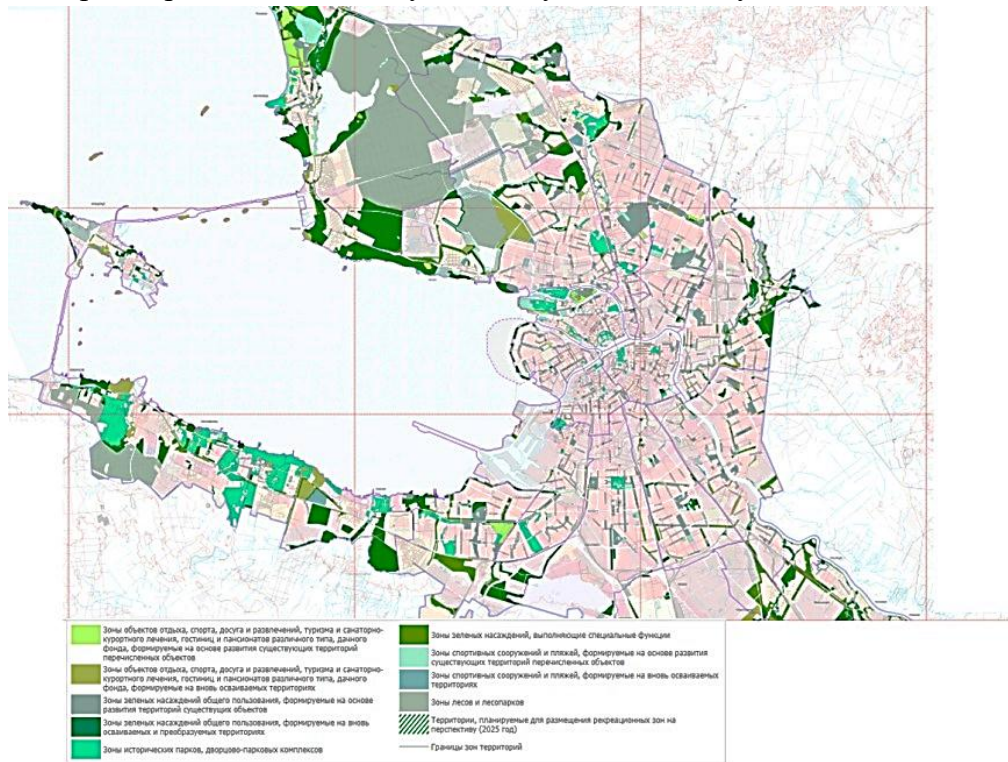 Зоны объектов отдыха, спорта, досуга и развлечений, туризма и санаторно-
курортного лечения, гостиниц и пансионатов различного типа, дачного
фонда, формируемые на основе развития существующих территорий
перечисленных объектов
Зоны объектов отдыха, спорта, досуга и развлечений, туризма и санаторно-
курортного лечения, гостиниц и пансионатов различного типа, дачного
фонда, формируемые на вновь осваиваемых территориях
Зоны зеленых насаждений общего пользования, формируемые на основе
развития территорий существующих объектов
Зоны зеленых насаждений общего пользования, формируемые на вновь
осваиваемых и преобразуемых территориях
Зоны исторических парков, дворцово-парковых комплексов
Зоны зеленых насаждений, выполняющие специальные функции
Зоны спортивных сооружений и пляжей, формируемые на основе развития
существующих территорий перечисленных объектов
Зоны спортивных сооружений и пляжей, формируемые на вновь осваиваемых
территориях
Зоны лесов и лесопарков
Территории, планируемые для размещения рекреационных зон на
перспективу (2025 год)
Границы зон территорий